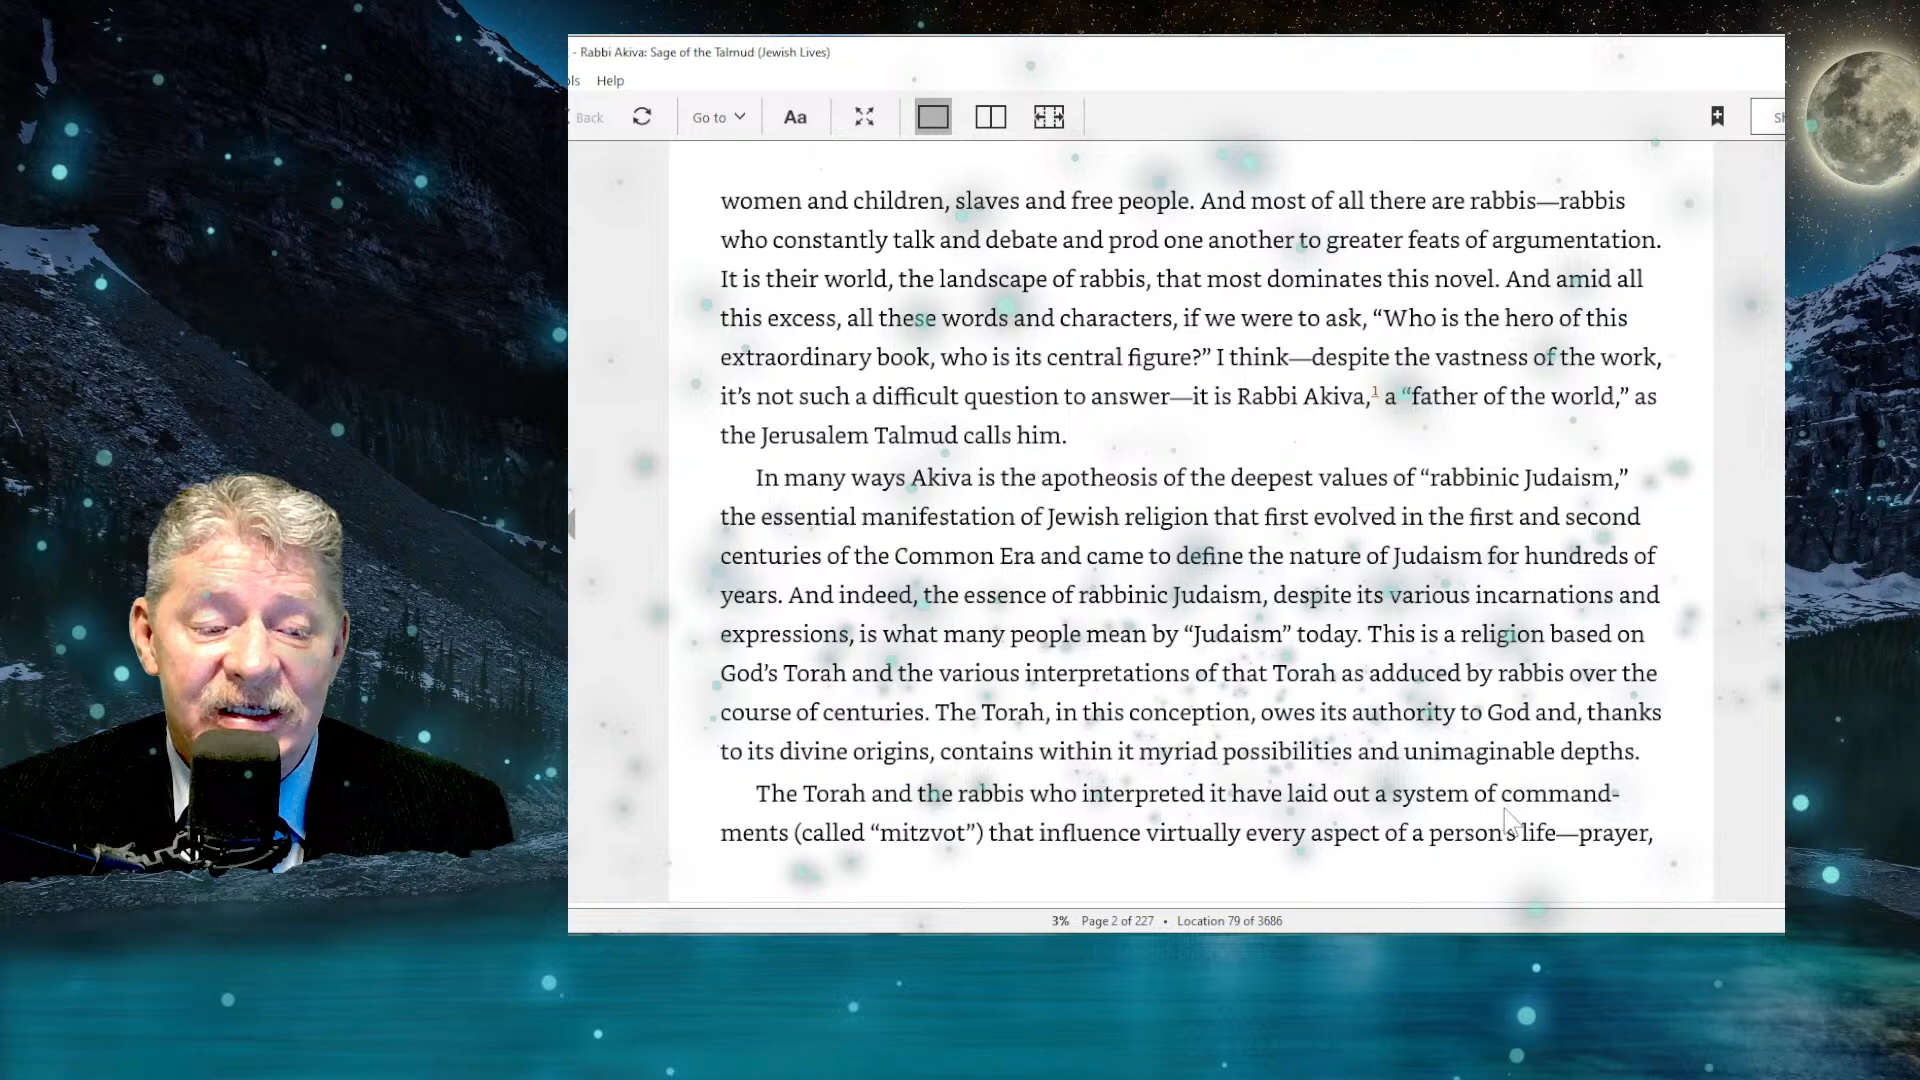 - Rabbi Akiva: Sage of the Talmud (Jewish Lives)
Help
Back
Go to
Aa
women and children, slaves and free people. And most of all there are rabbis—rabbis
who constantly talk and debate and prod one another to greater feats of argumentation.
It is their world, the landscape of rabbis, that most dominates this novel. And amid all
this excess, all these words and characters, if we were to ask, “Who is the hero of this
extraordinary book, who is its central figure?” I think—despite the vastness of the work,
it’s not such a difficult question to answer—it is Rabbi Akiva,1 a “father of the world,” as
the Jerusalem Talmud calls him.
In many ways Akiva is the apotheosis of the deepest values of “rabbinic Judaism,”
the essential manifestation of Jewish religion that first evolved in the first and second
centuries of the Common Era and came to define the nature of Judaism for hundreds of
years. And indeed, the essence of rabbinic Judaism, despite its various incarnations and
expressions, is what many people mean by “Judaism” today. This is a religion based on
God’s Torah and the various interpretations of that Torah as adduced by rabbis over the
course of centuries. The Torah, in this conception, owes its authority to God and, thanks
to its divine origins, contains within it myriad possibilities and unimaginable depths.
The Torah and the rabbis who interpreted it have laid out a system of command-
ments (called “mitzvot”) that influence virtually every aspect of a person’s life—prayer,
3% Page 2 of 227 • Location 79 of 3686